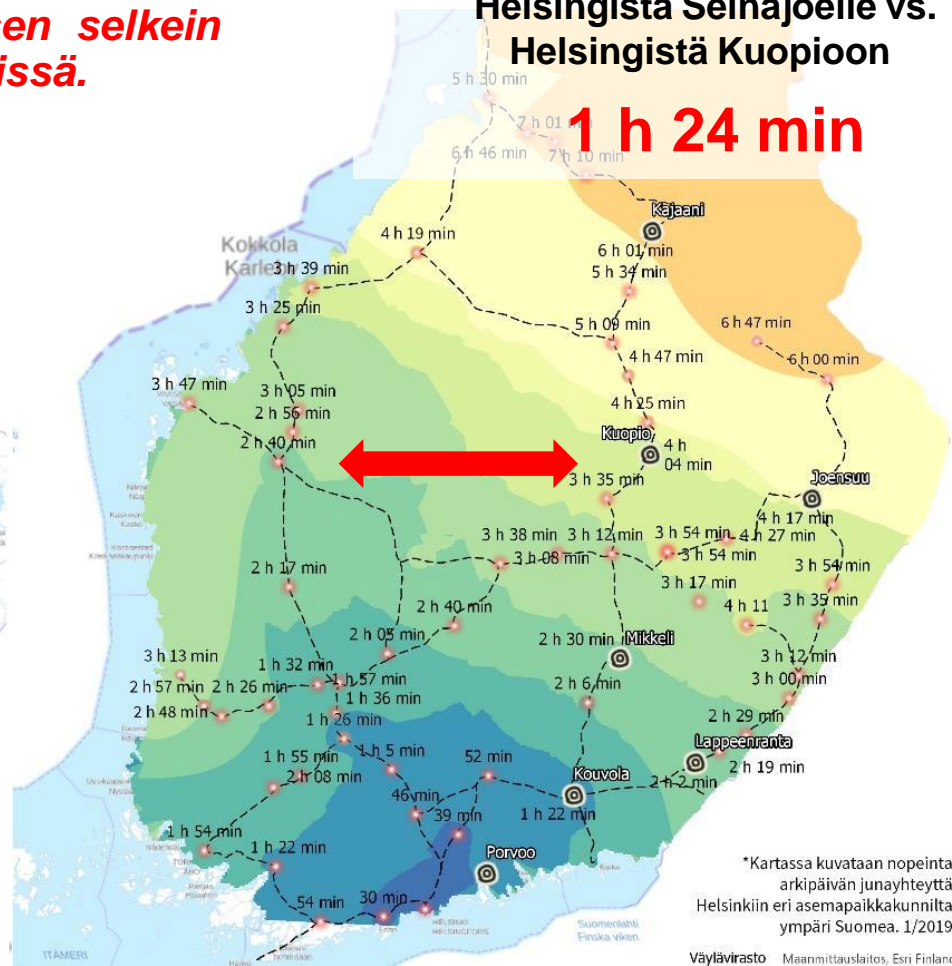 sen selkein
issä.
Helsingistä Seinäjoelle vs.
Helsingistä Kuopioon
1 h 24 min
5 h 30 min
7 h 01 min
6 h 46 min
7 h 10 min
Kajaani
4 h 19 min
6 h 01 min
Kokkola
Karleby
3 h 39 min
5 h 34 min
3 h 25 min
5 h 09 min
6 h 47 min
4 h 47 min
6 h 00 min
3 h 47 min
3 h 05 min
2 h 56 min
4 h 25 min
2 h 40 min
Kuopio
4 h
04 min
3 h 35 min
Joensuu
4 h 17 min
3 h 38 min
3 h 12 min
3 h 54 min
4 h 27 min
3 h 08 min
3 h 54 min
3 h 54 min
2 h 17 min
3 h 17 min
4 h 11
3 h 35 min
2 h 40 min
2 h 05 min
2 h 30 min
Mikkeli
3 h 13 min
1 h 32 min
3 h 12 min
1 h 57 min
2 h 57 min
2 h 26 min
2 h 6 min
3 h 00 min
1 h 36 min
2 h 48 min
1 h 26 min
2 h 29 min
Lappeenranta
1 h 55 min
1 h 5 min
52 min
2 h 19 min
2 h 08 min
Kouvola
2 h 2 min
46 min
1 h 22 min
39 min
1 h 54 min
1 h 22 min
Porvoo
54 min
30 min
HELSINKI
HELSINGFORS
Espo
Suomenlahti
Finska viken
ITÄMERI
*Kartassa kuvataan nopeinta
arkipäivän junayhteyttä
Helsinkiin eri asemapaikkakunnilta
ympäri Suomea. 1/2019
Väylävirasto Maanmittauslaitos, Esri Finland